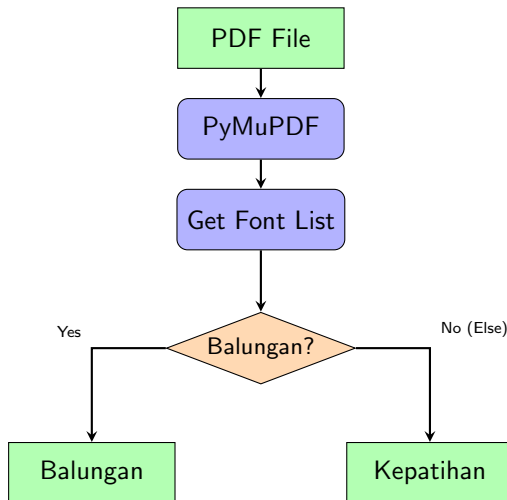 PDF File
PyMuPDF
Get Font List
Balungan?
Yes
No (Else)
Balungan
Kepatihan